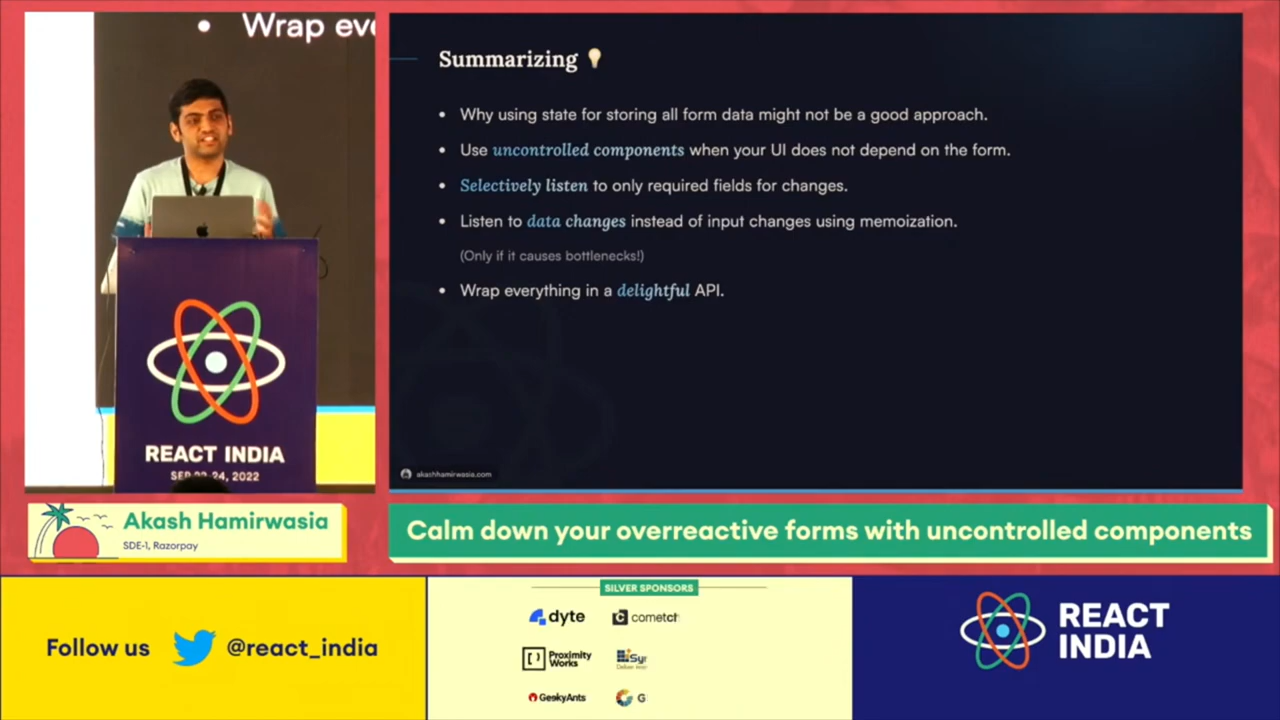 • Wrap eve
REACT INDIA
SEP 22-24, 2022
Summarizing
• Why using state for storing all form data might not be a good approach.
• Use uncontrolled components when your UI does not depend on the form.
• Selectively listen to only required fields for changes.
• Listen to data changes instead of input changes using memoization.
(Only if it causes bottlenecks!)
• Wrap everything in a delightful API.
akashhamirwasia.com
Akash Hamirwasia
SDE-1, Razorpay
Calm down your overreactive forms with uncontrolled components
Follow us @react_india
SILVER SPONSORS
dyte
Proximity
Works
GeekyAnts
G
REACT
INDIA